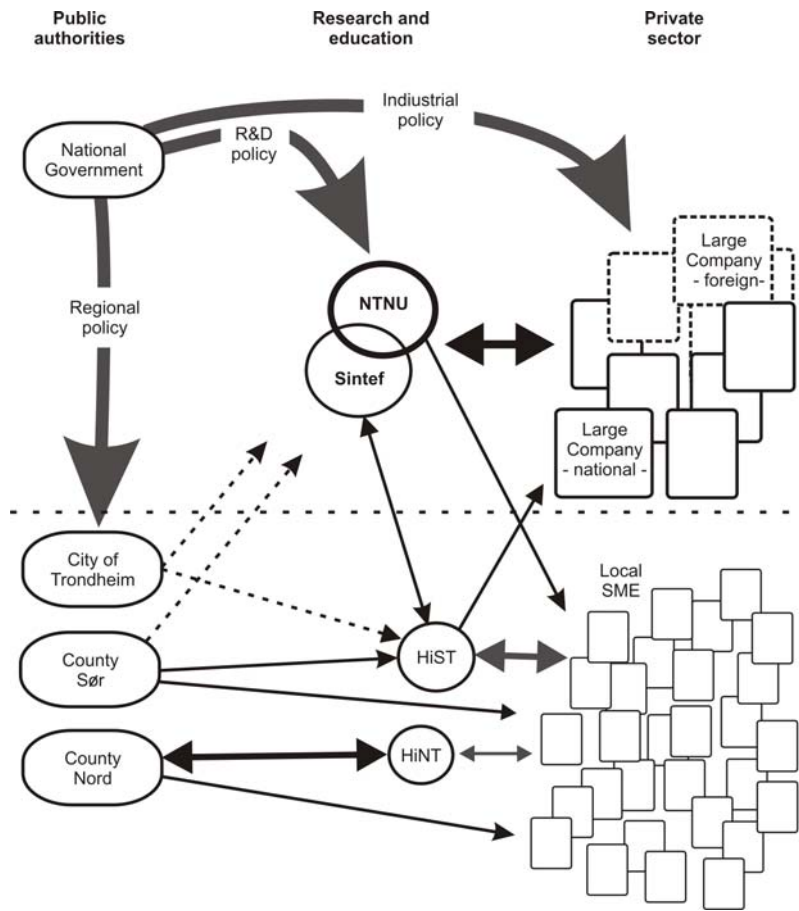 Public
authorities
Research and
education
Private
sector
Indiustrial
policy
R&D
policy
National
Government
Large
Company
- foreign-
NTNU
Regional
policy
Sintef
Large
Company
- national -
City of
Trondheim
Local
SME
County
Sør
HiST
County
Nord
HiNT